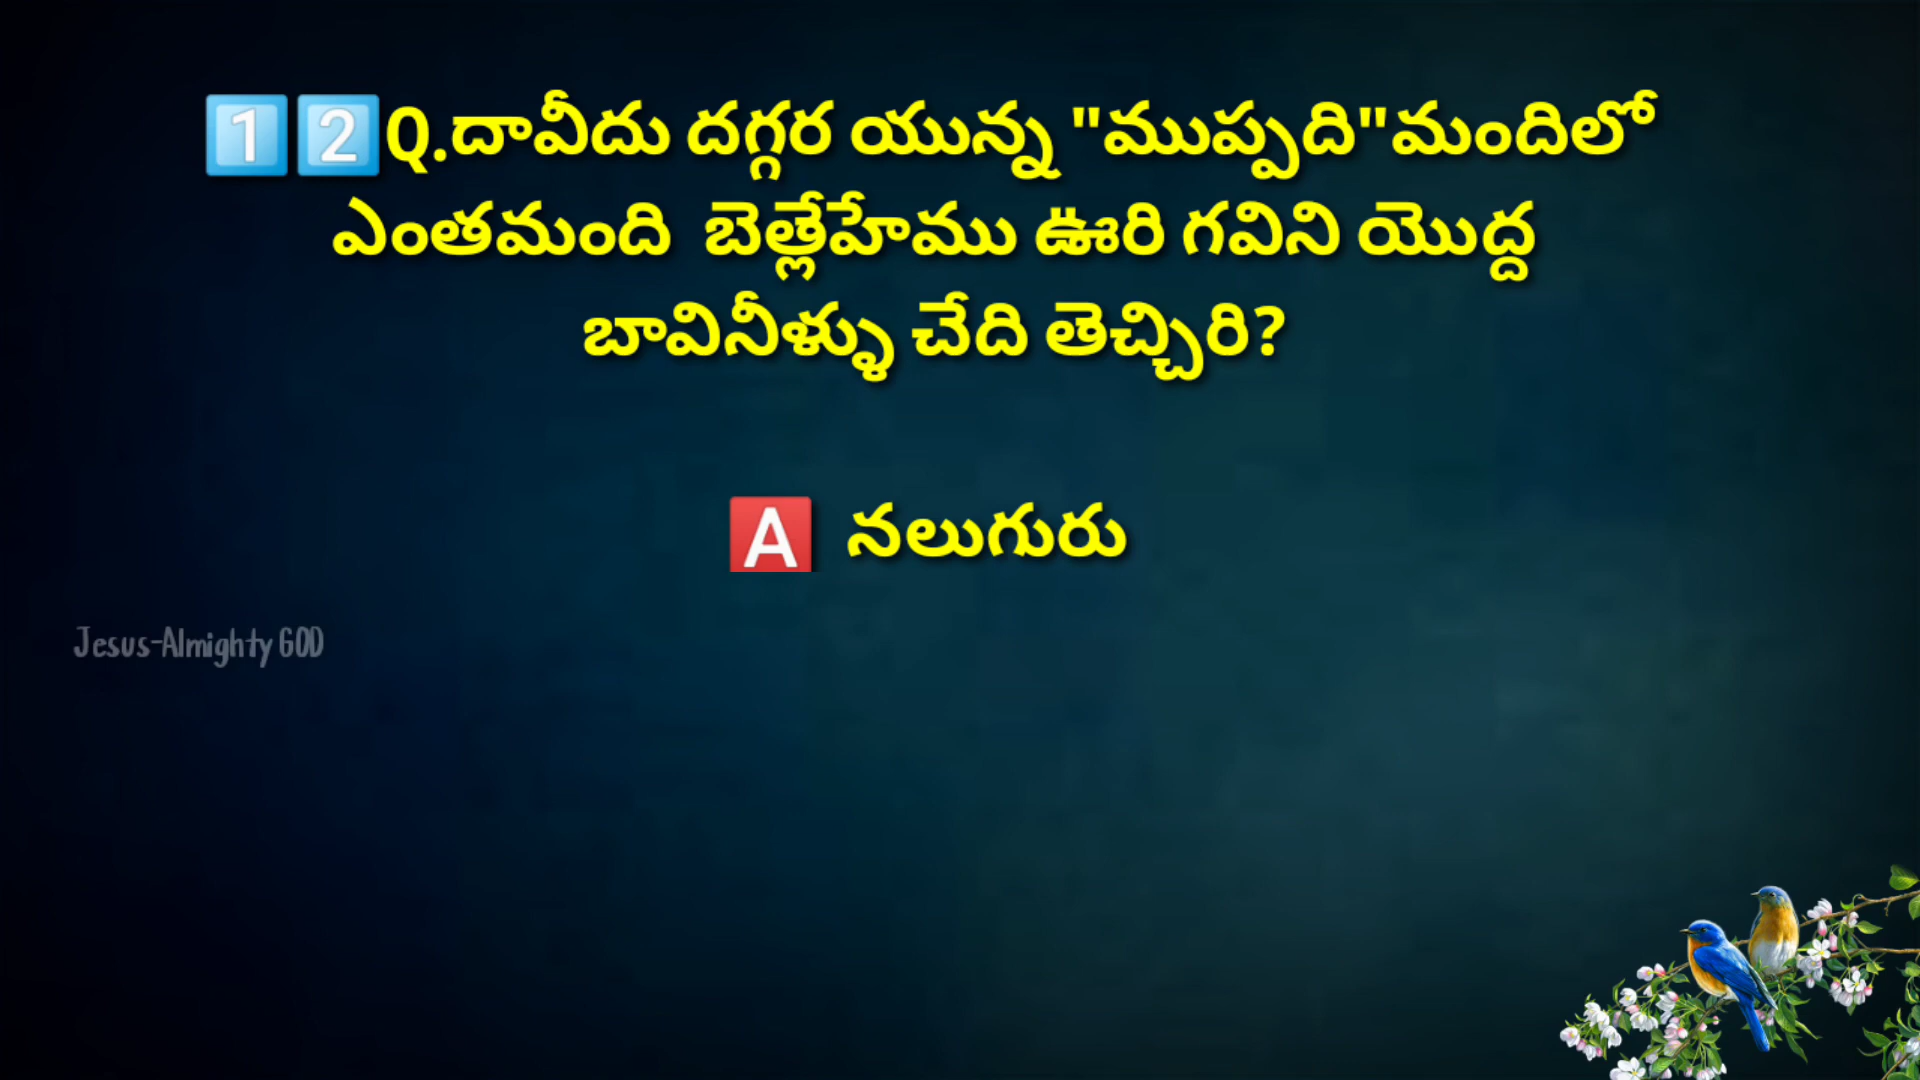 1️⃣2️⃣Q.దావీదు దగ్గర యున్న "ముప్పది"మందిలో
ఎంతమంది బెత్లేహేము ఊరి గవిని యొద్ద
బావినీళ్ళు చేది తెచ్చిరి?
🅰 నలుగురు
Jesus-Almighty GOD